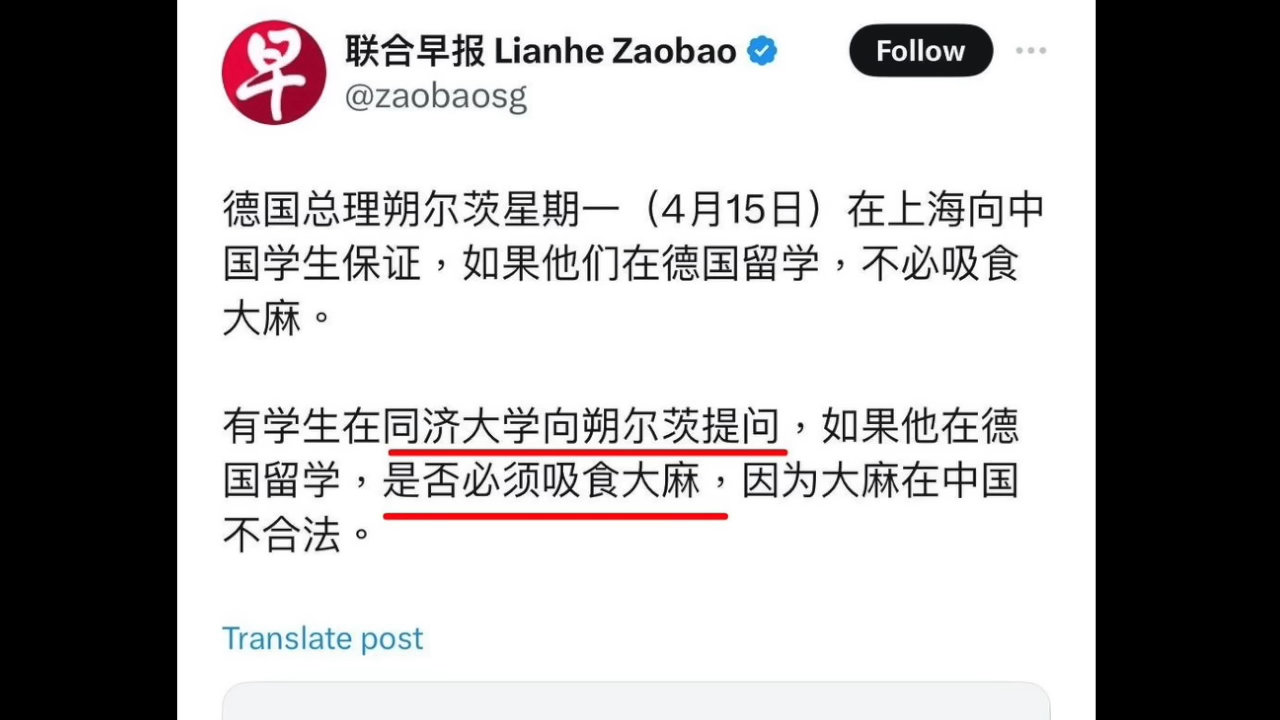 早
联合早报 Lianhe Zaobao
Follow
@zaobaosg
德国总理朔尔茨星期一（4月15日）在上海向中
国学生保证，如果他们在德国留学，不必吸食
大麻。
有学生在同济大学向朔尔茨提问，如果他在德
国留学，是否必须吸食大麻，因为大麻在中国
不合法。
Translate post